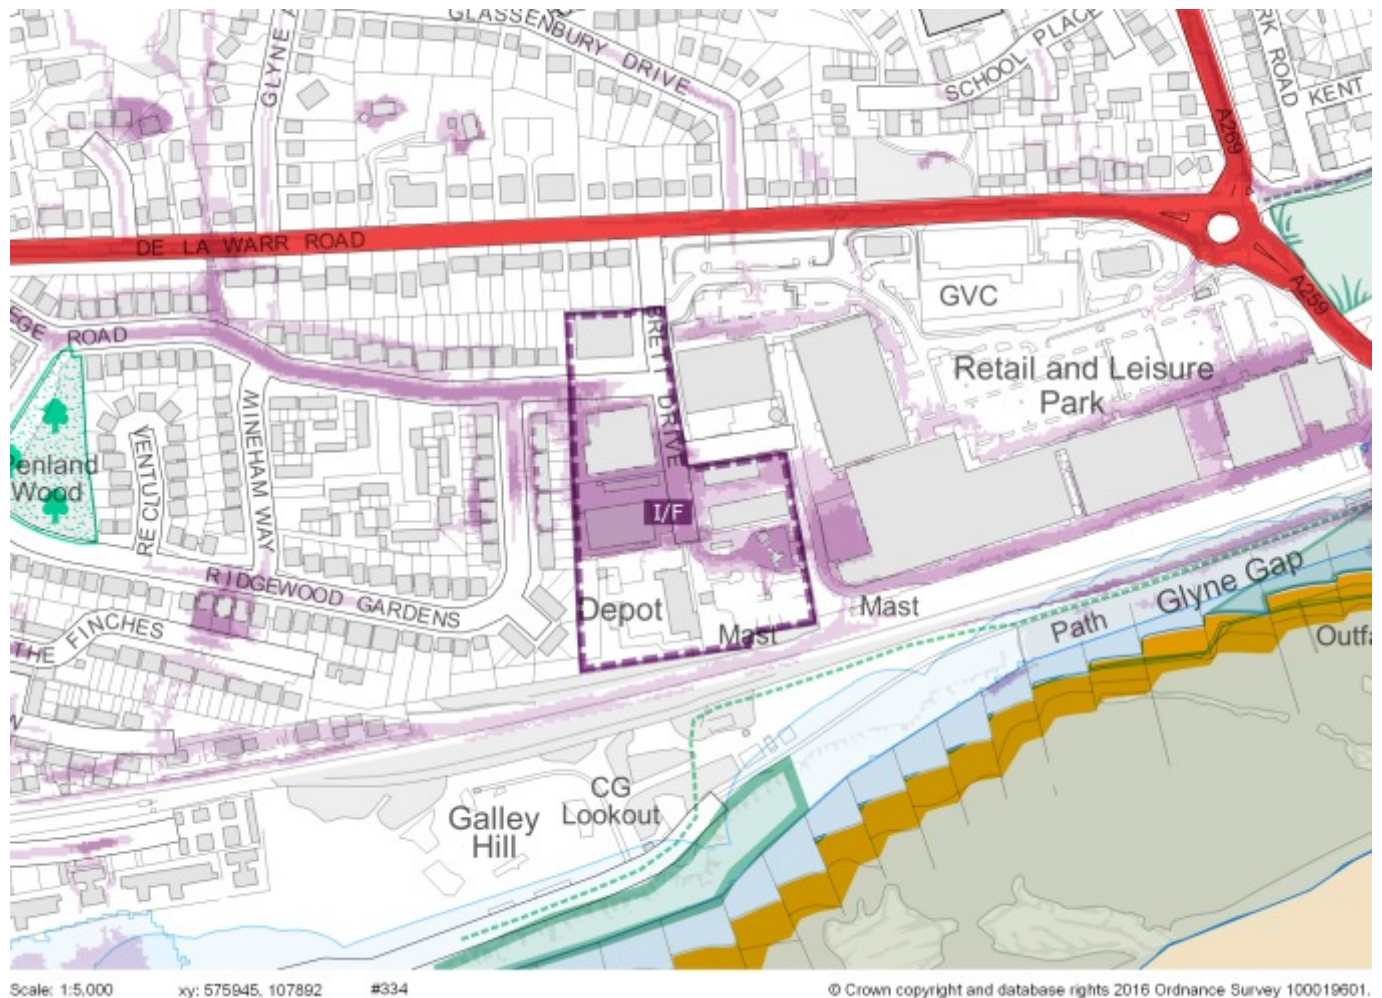 GLASSENBURY DRIVE
GLYNE
SCHOOL PLACE
RK ROAD
KENT
A269
DE LA WARR ROAD
A259
GVC
EGE ROAD
BRETT DRIVE
Retail and Leisure
Park
enland
Wood
VENTU
RE CL
MINEHAM WAY
I/F
RIDGEWOOD GARDENS
THE FINCHES
Depot
Mast
Mast
Glyne Gap
Path
Outfa
CG
Lookout
Galley
Hill
Scale: 1:5,000
xy: 575945, 107892
#334
© Crown copyright and database rights 2016 Ordnance Survey 100019601.